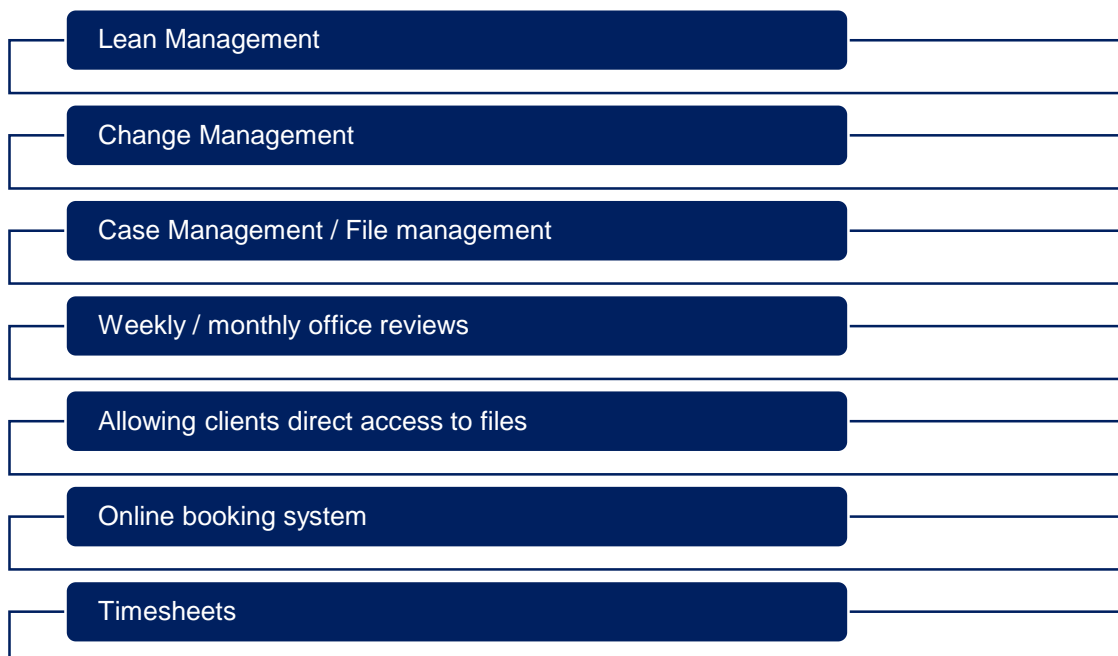 Lean Management
Change Management
Case Management / File management
Weekly / monthly office reviews
Allowing clients direct access to files
Online booking system
Timesheets